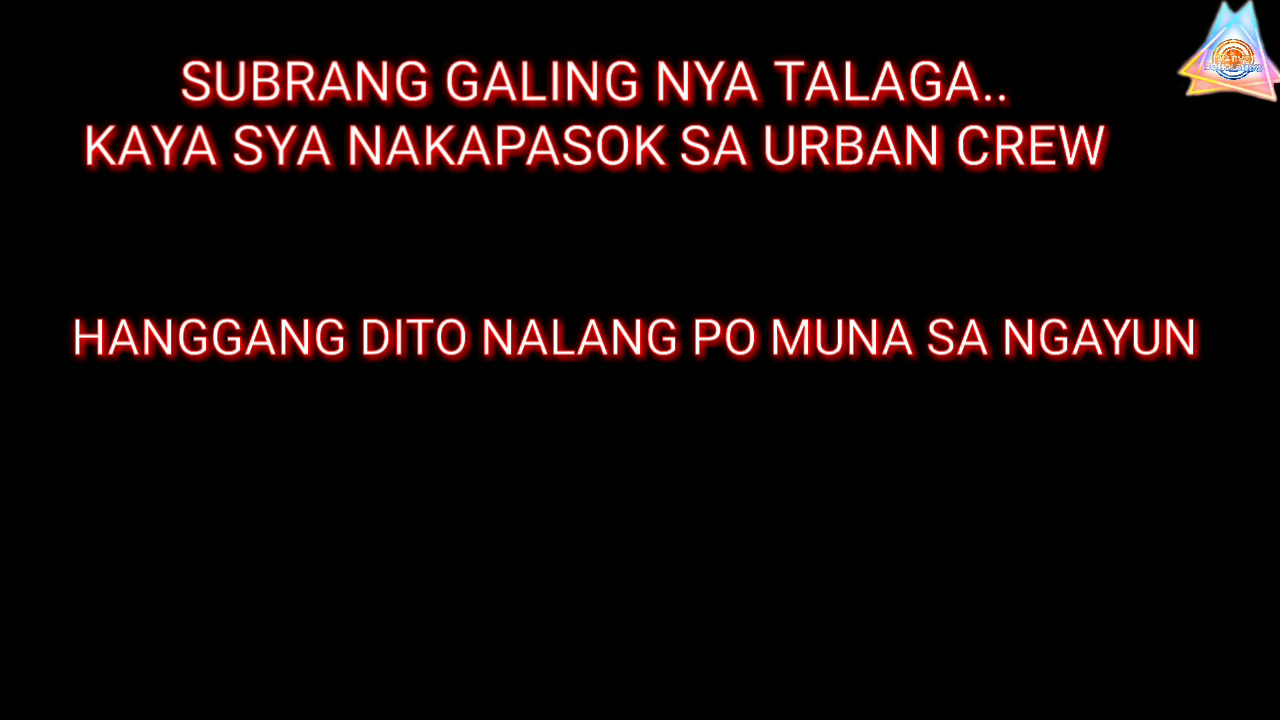 SUBRANG GALING NYA TALAGA..
KAYA SYA NAKAPASOK SA URBAN CREW
HANGGANG DITO NALANG PO MUNA SA NGAYUN